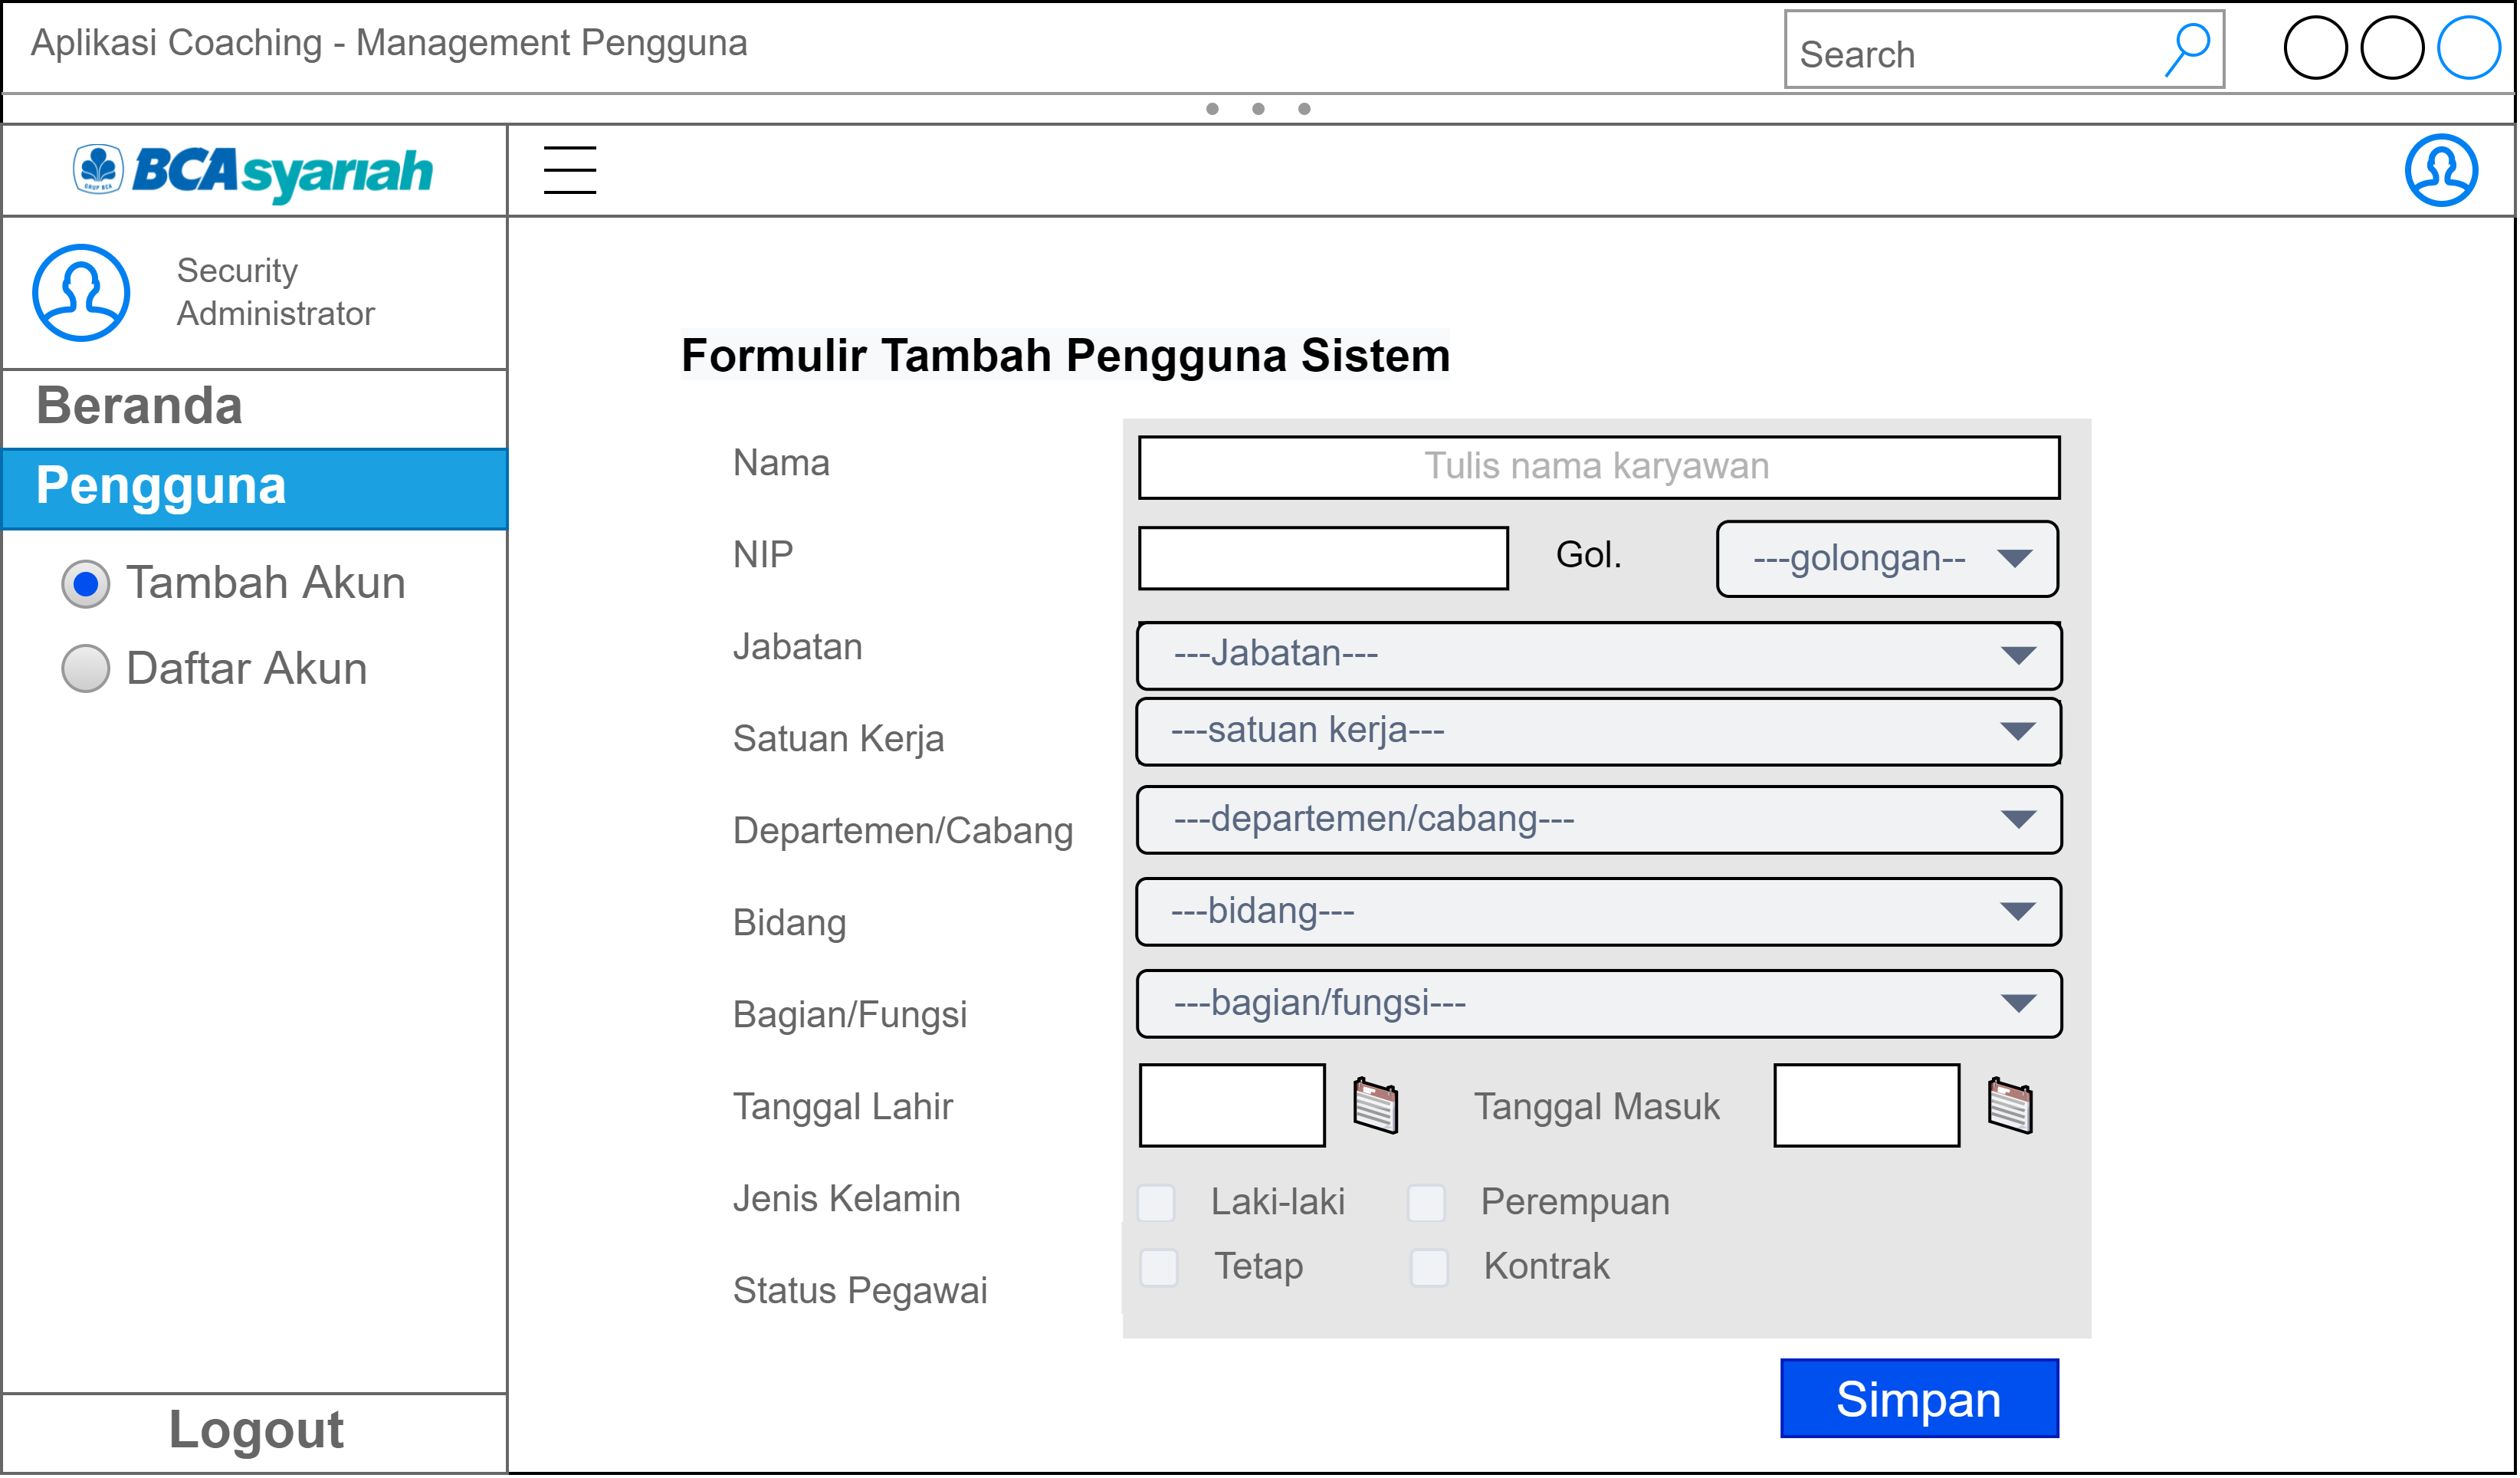 Aplikasi Coaching - Management Pengguna
Search
GRUP BCA
BCAsyariah
Security
Administrator
Beranda
Pengguna
Tambah Akun
Daftar Akun
Logout
Formulir Tambah Pengguna Sistem
Nama
Tulis nama karyawan
NIP
Gol.
---golongan--
Jabatan
---Jabatan---
Satuan Kerja
---satuan kerja---
Departemen/Cabang
---departemen/cabang---
Bidang
---bidang---
Bagian/Fungsi
---bagian/fungsi---
Tanggal Lahir
Tanggal Masuk
Jenis Kelamin
Laki-laki
Perempuan
Status Pegawai
Tetap
Kontrak
Simpan